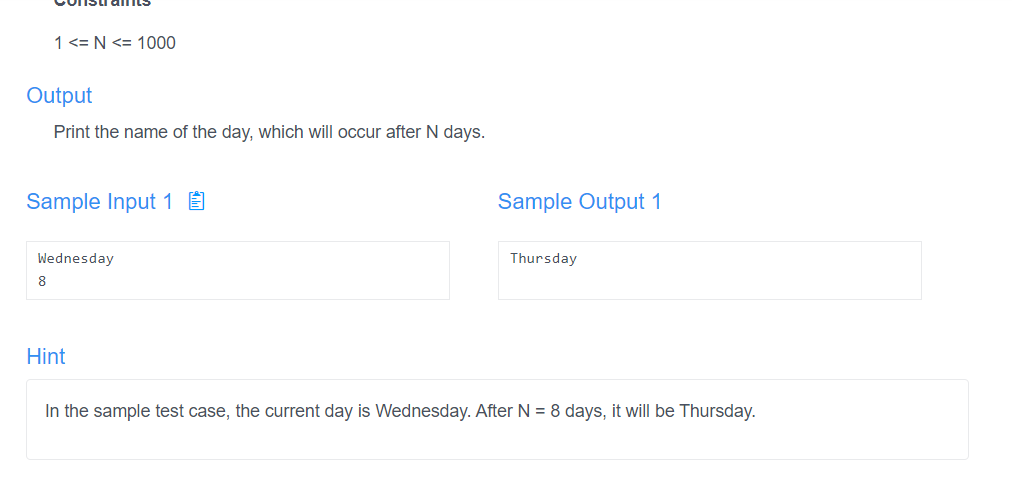 Constraints
1 <= N <= 1000
Output
Print the name of the day, which will occur after N days.
Sample Input 1
Sample Output 1
Wednesday
8
Thursday
Hint
In the sample test case, the current day is Wednesday. After N = 8 days, it will be Thursday.